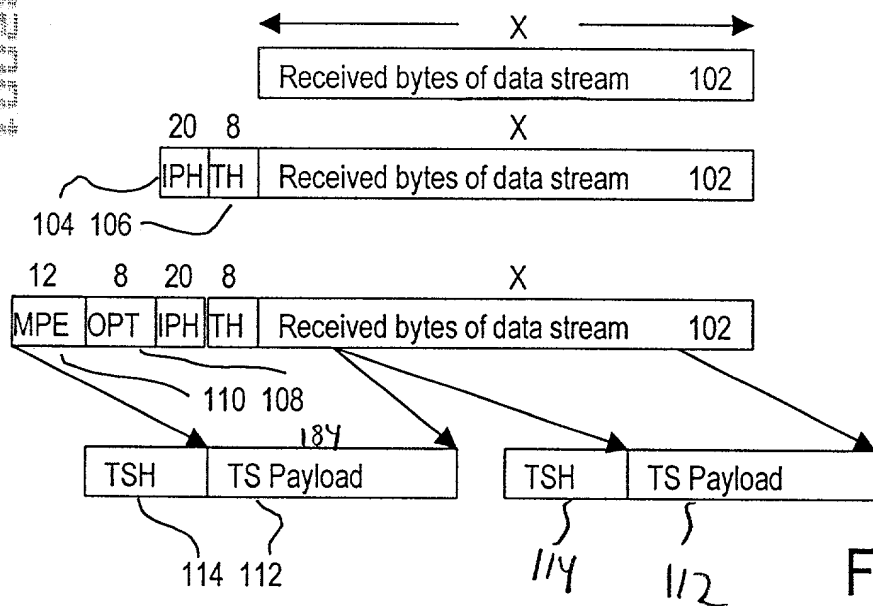 X
Received bytes of data stream 102
20 8 X
IPH TH Received bytes of data stream 102
104 106
12 8 20 8 X
MPE OPT IPH TH Received bytes of data stream 102
110 108
184
TSH TS Payload TSH TS Payload
114 112 114 112
F